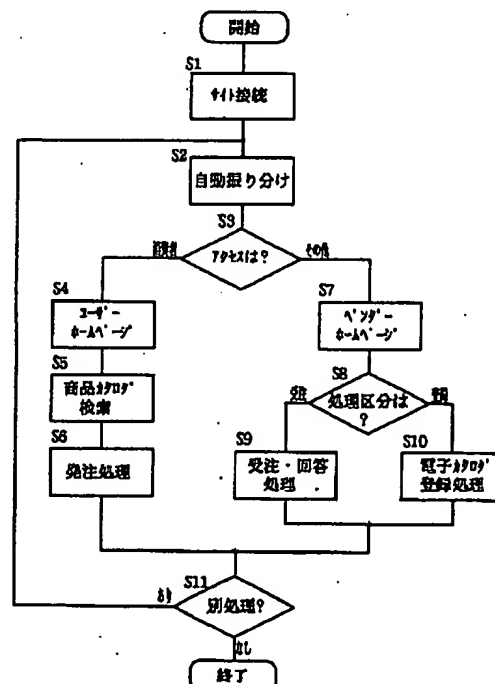 開始
S1
サイト接続
S2
自動振り分け
S3
アクセスは?
その他
S4
ユーザー
ホームページ
S5
商品カタログ
検索
S6
発注処理
S7
ベンダー
ホームページ
S8
処理区分は
?
S9
受注・回答
処理
S10
電子カタログ
登録処理
S11
別処理?
あり
なし
終了